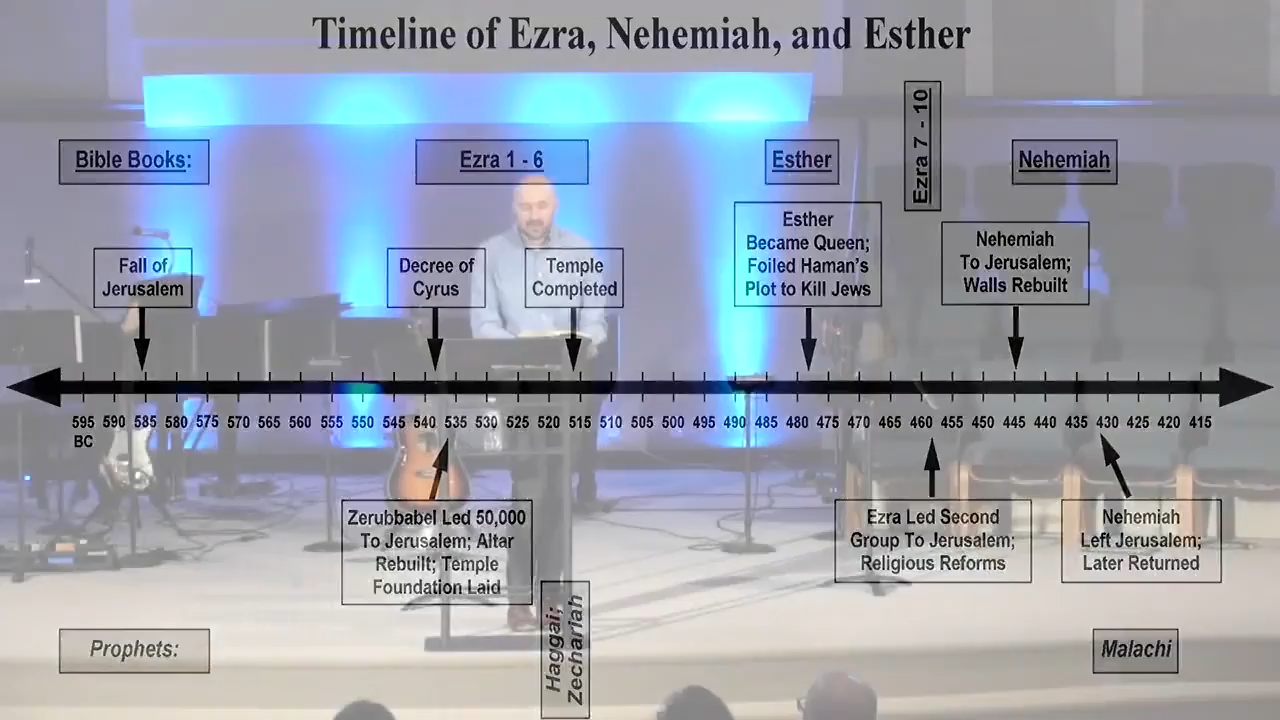 Timeline of Ezra, Nehemiah, and Esther
Bible Books:
Ezra 1 - 6
Esther
Ezra 7 - 10
Nehemiah
Fall of
Jerusalem
Decree of
Cyrus
Temple
Completed
Esther
Became Queen;
Foiled Haman's
Plot to Kill Jews
Nehemiah
To Jerusalem;
Walls Rebuilt
595 590 585 580 575 570 565 560 555 550 545 540 535 530 525 520 515 510 505 500 495 490 485 480 475 470 465 460 455 450 445 440 435 430 425 420 415
BC
Zerubbabel Led 50,000
To Jerusalem; Altar
Rebuilt; Temple
Foundation Laid
Ezra Led Second
Group To Jerusalem;
Religious Reforms
Nehemiah
Left Jerusalem;
Later Returned
Prophets:
Haggai;
Zechariah
Malachi